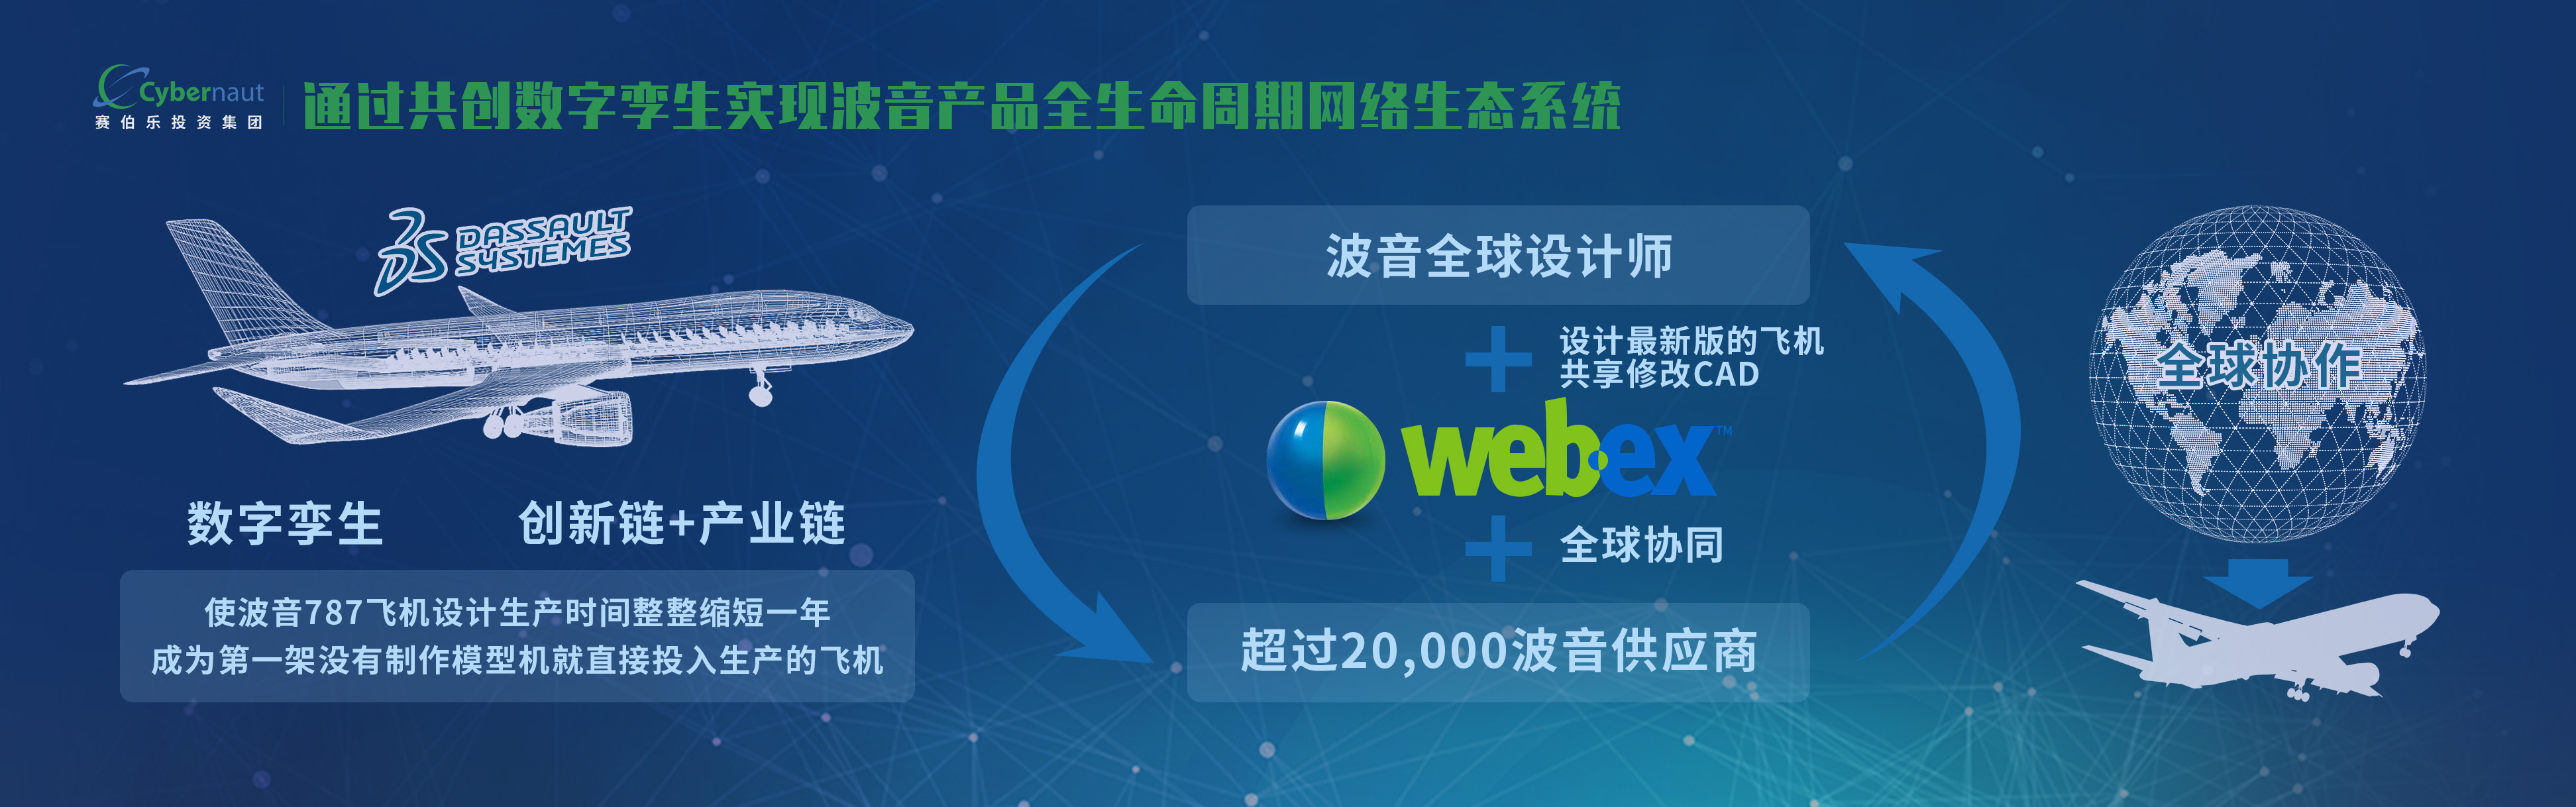 Cybernaut
赛伯乐投资集团
通过共创数字孪生实现波音产品全生命周期网络生态系统
DASSAULT
SYSTEMES
数字孪生
创新链+产业链
使波音787飞机设计生产时间整整缩短一年
成为第一架没有制作模型机就直接投入生产的飞机
波音全球设计师
设计最新版的飞机
共享修改CAD
webex™
全球协同
超过20,000波音供应商
全球协作